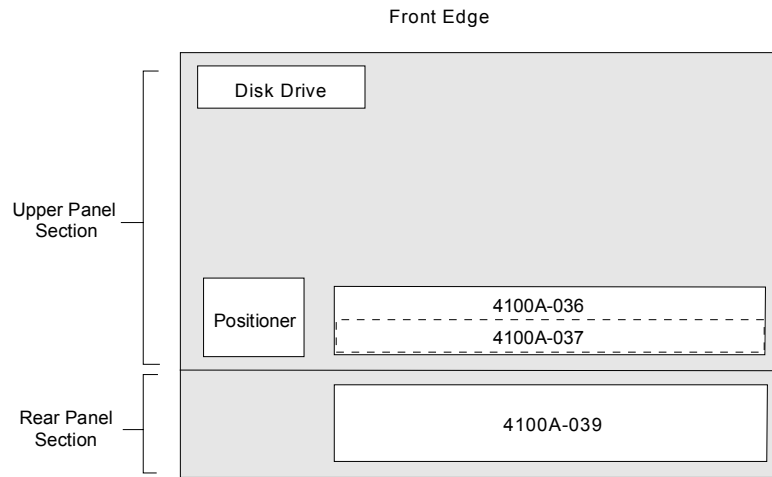 Front Edge
Disk Drive
Upper Panel
Section
Positioner
4100A-036
4100A-037
Rear Panel
Section
4100A-039